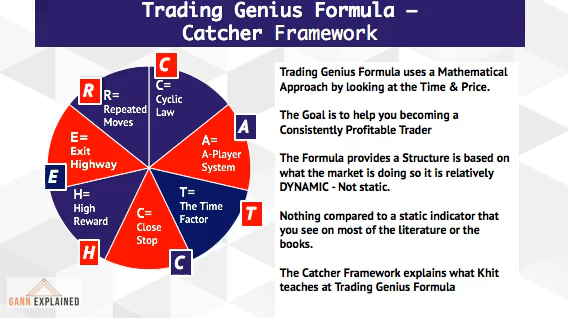 Trading Genius Formula –
Catcher Framework
C
C=
Cyclic
Law
A
A=
A-Player
System
T
T=
The Time
Factor
C
C=
Close
Stop
H
H=
High
Reward
E
E=
Exit
Highway
R
R=
Repeated
Moves
Trading Genius Formula uses a Mathematical
Approach by looking at the Time & Price.
The Goal is to help you becoming a
Consistently Profitable Trader
The Formula provides a Structure is based on
what the market is doing so it is relatively
DYNAMIC - Not static.
Nothing compared to a static indicator that
you see on most of the literature or the
books.
The Catcher Framework explains what Khit
teaches at Trading Genius Formula
GANN EXPLAINED